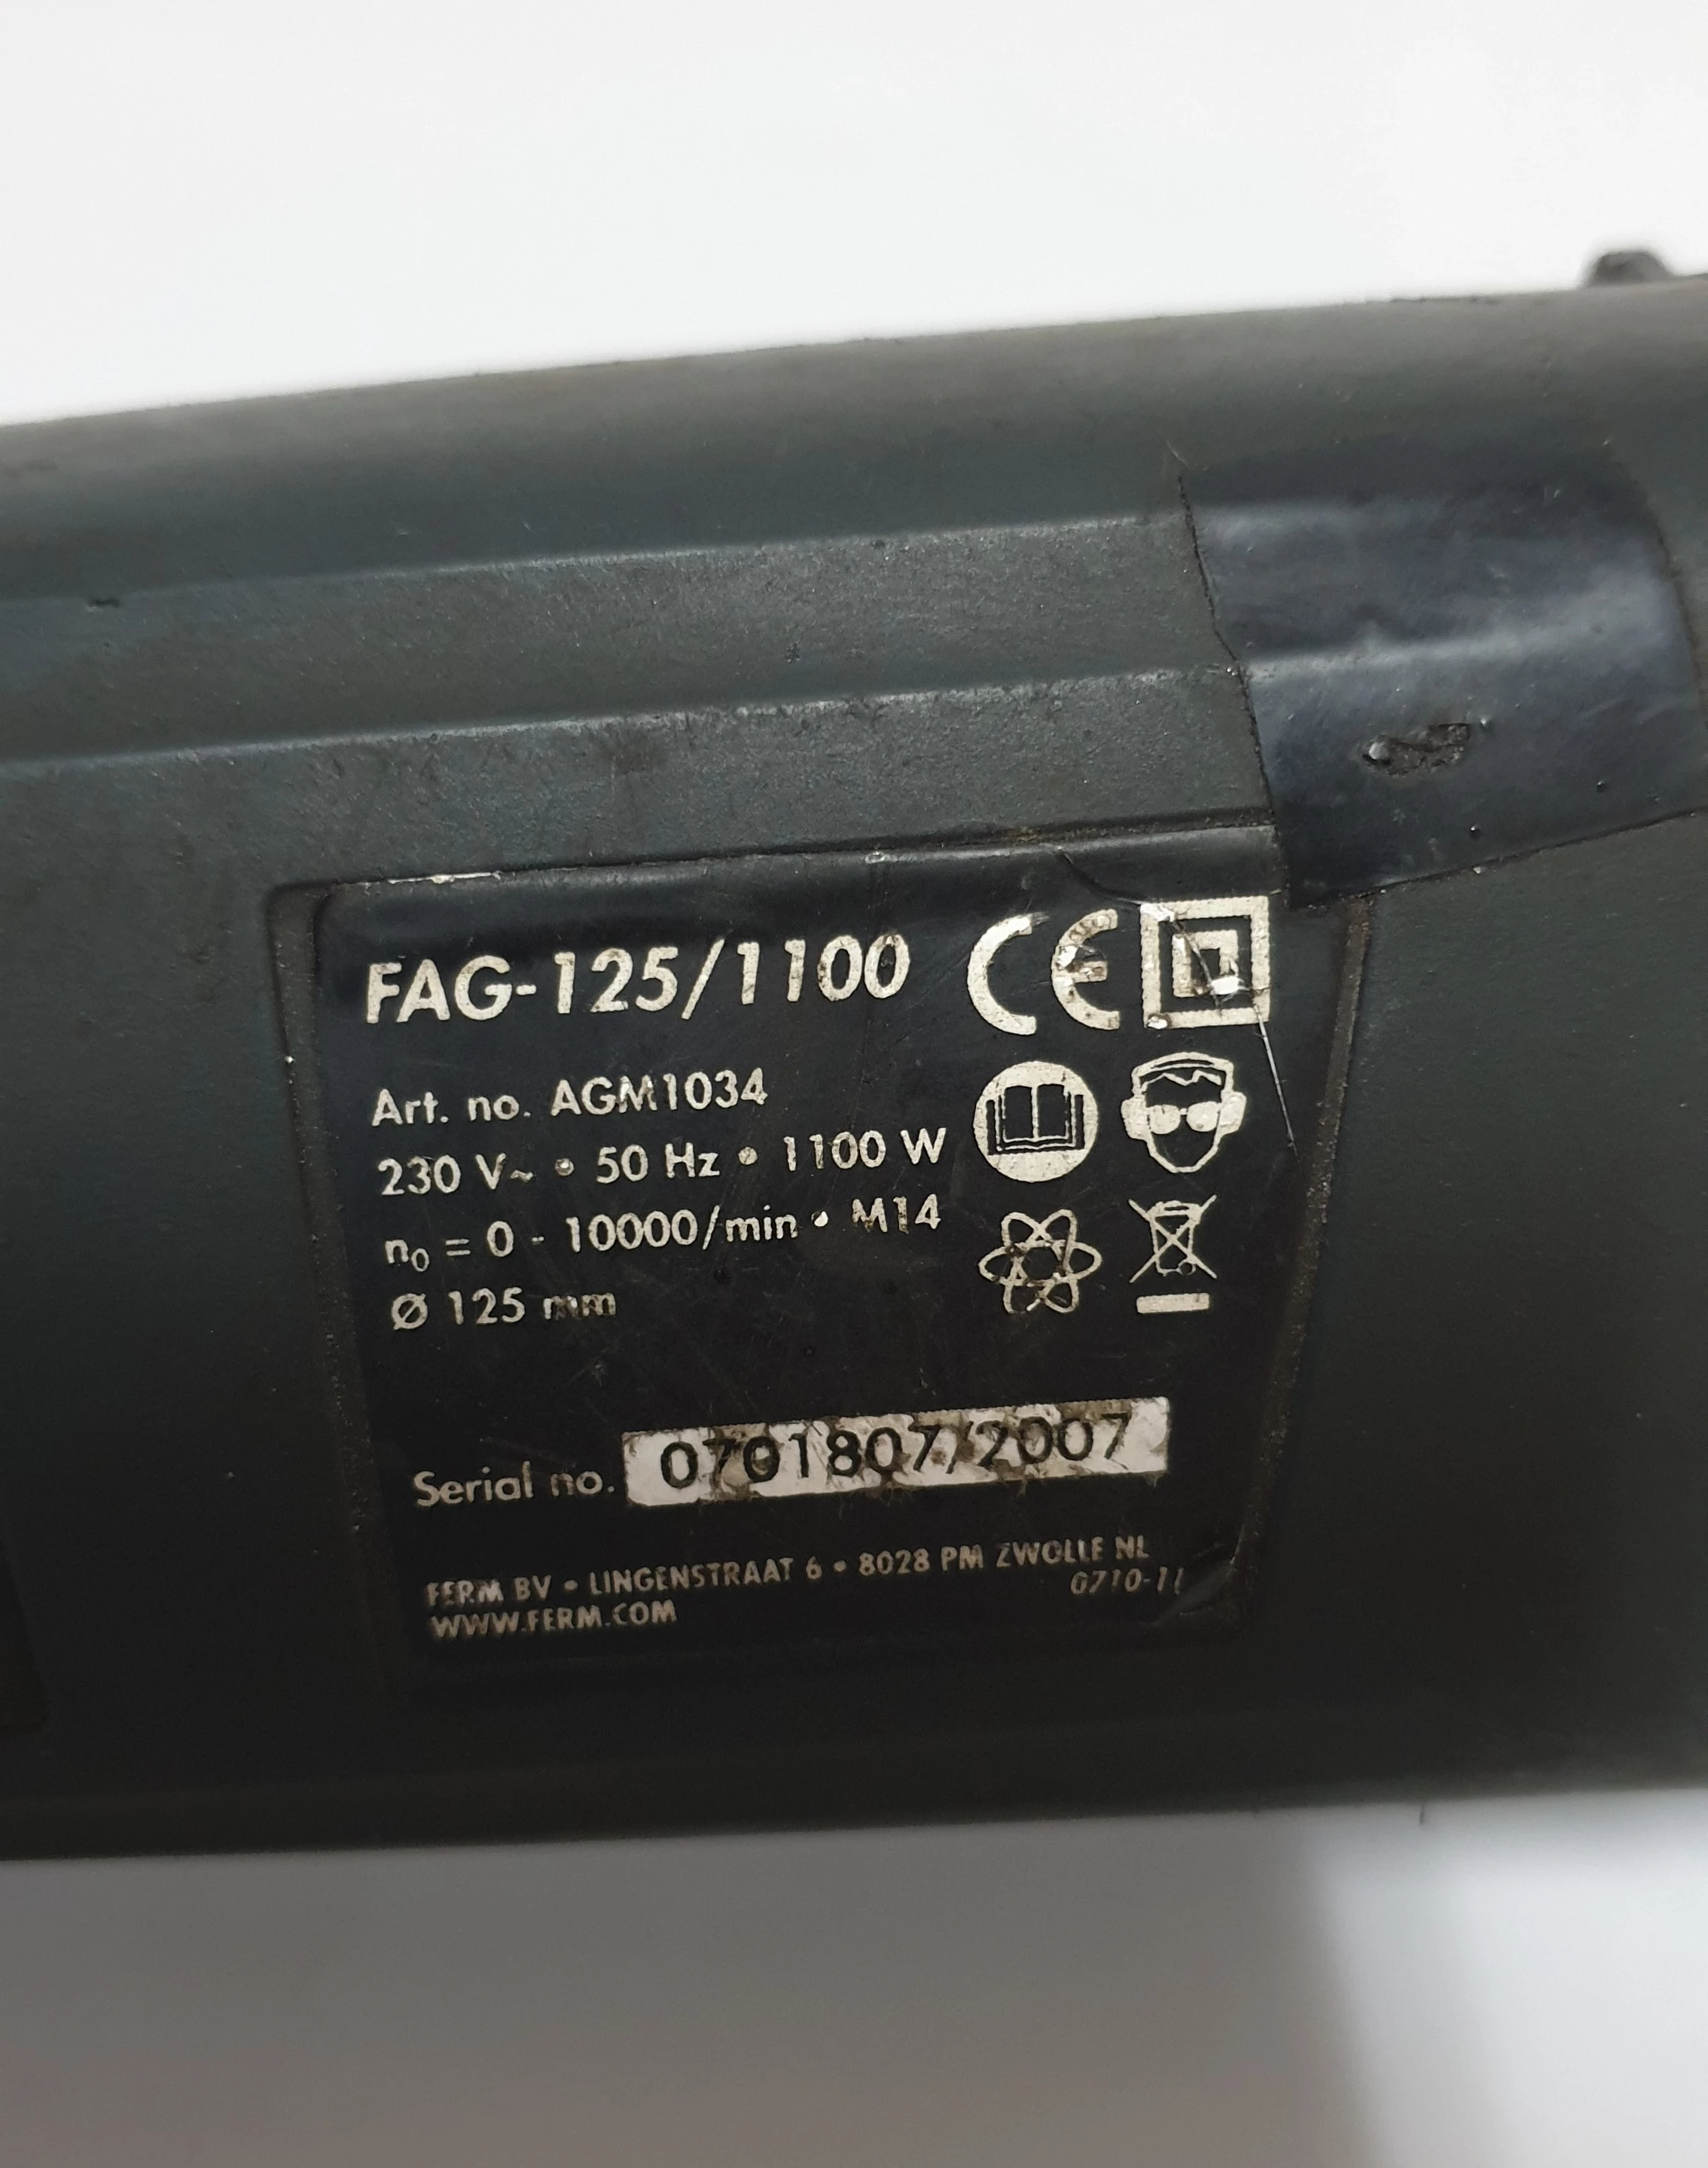 FAG-125/1100 CE
Art. no. AGM1034
230 V~ • 50 Hz • 1100 W
n₀ = 0 - 10000/min • M14
Ø 125 mm
Serial no. 0701807/2007
FERM BV • LINGENSTRAAT 6 • 8028 PM ZWOLLE NL
WWW.FERM.COM